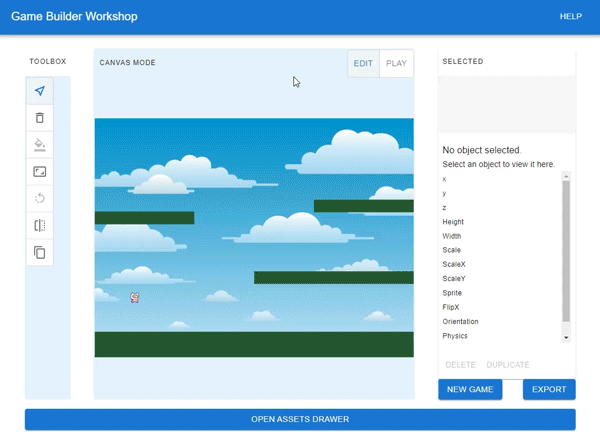 Game Builder Workshop
HELP
TOOLBOX
CANVAS MODE
EDIT
PLAY
SELECTED
No object selected.
Select an object to view it here.
x
y
z
Height
Width
Scale
ScaleX
ScaleY
Sprite
FlipX
Orientation
Physics
DELETE
DUPLICATE
NEW GAME
EXPORT
OPEN ASSETS DRAWER